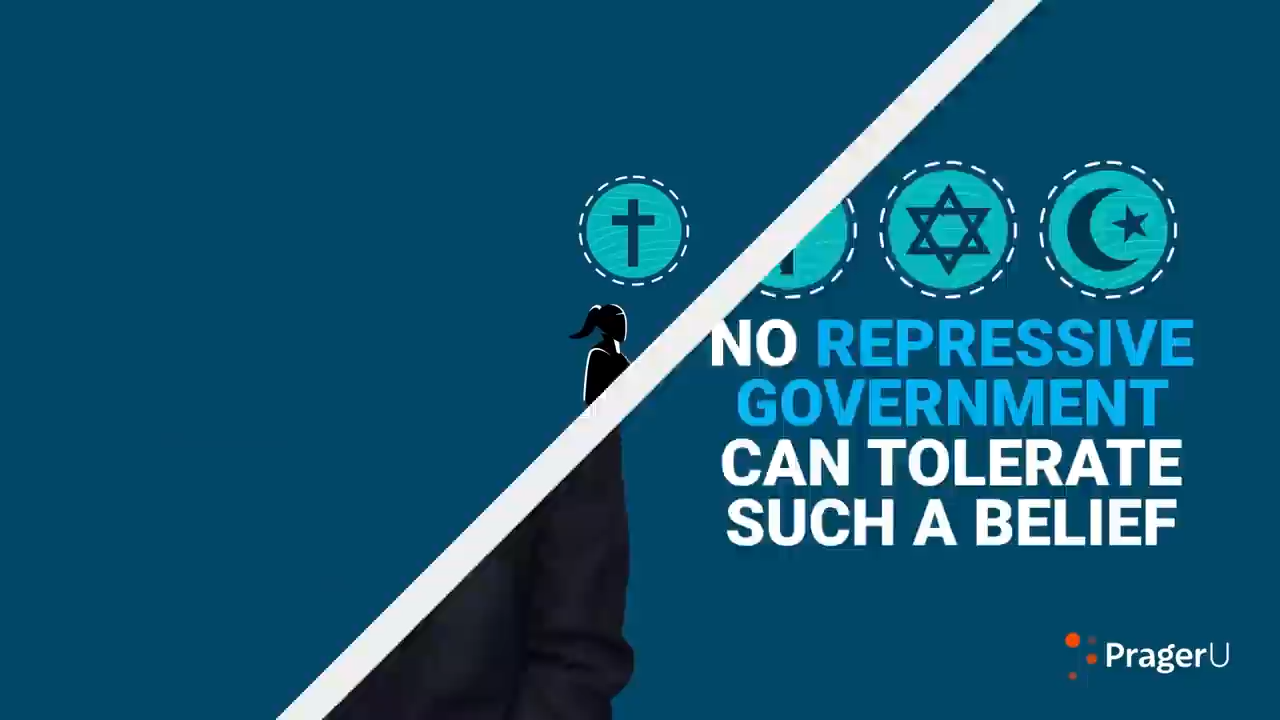 NO REPRESSIVE
GOVERNMENT
CAN TOLERATE
SUCH A BELIEF
PragerU